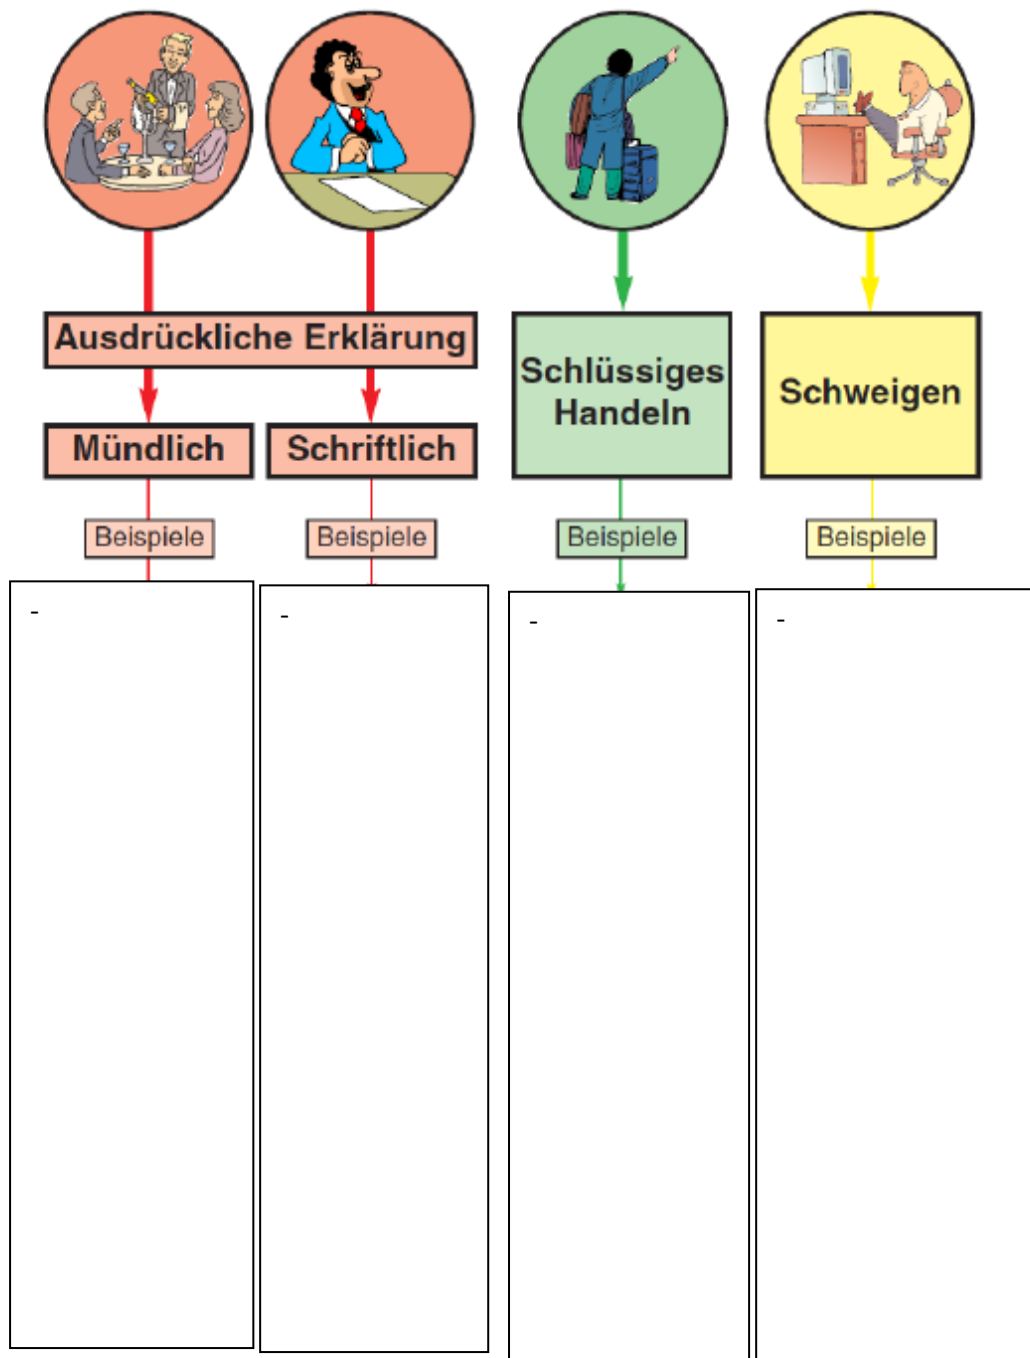 Ausdrückliche Erklärung
Mündlich
Schriftlich
Schlüssiges
Handeln
Schweigen
Beispiele
Beispiele
Beispiele
Beispiele
-
-
-
-